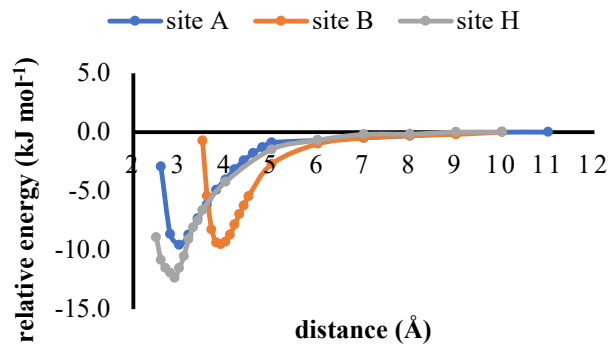 site A site B site H
5.0
0.0
2 3 4 5 6 7 8 9 10 11 12
-5.0
-10.0
-15.0
relative energy (kJ mol⁻¹)
distance (Å)